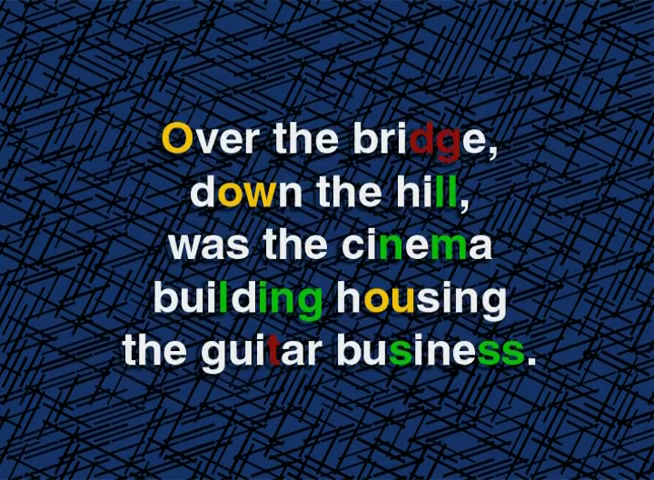 Over the bridge,
down the hill,
was the cinema
building housing
the guitar business.